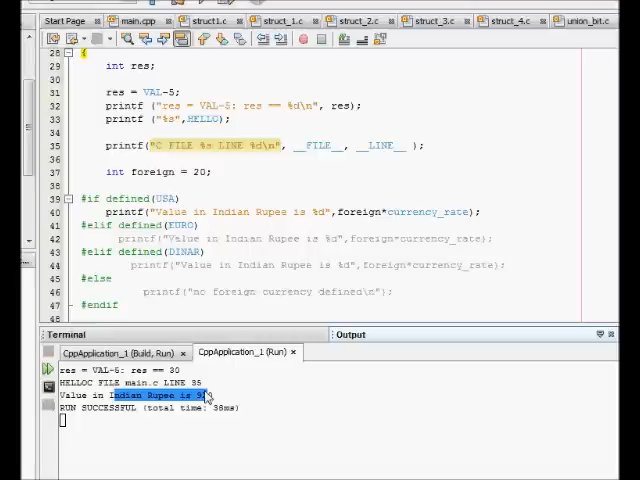 Start Page main.cpp struct1.c struct_1.c struct_2.c struct_3.c struct_4.c union_bit.c
28 {
29 int res;
30
31 res = VAL-5;
32 printf ("res = VAL-5: res == %d\n", res);
33 printf ("%s",HELLO);
34
35 printf("C FILE %s LINE %d\n", __FILE__, __LINE__ );
36
37 int foreign = 20;
38
39 #if defined(USA)
40 printf("Value in Indian Rupee is %d",foreign*currency_rate);
41 #elif defined(EURO)
42 printf("Value in Indian Rupee is %d",foreign*currency_rate);
43 #elif defined(DINAR)
44 printf("Value in Indian Rupee is %d",foreign*currency_rate);
45 #else
46 printf("no foreign currency defined\n");
47 #endif
Terminal Output
CppApplication_1 (Build, Run) CppApplication_1 (Run)
res = VAL-5: res == 30
HELLOC FILE main.c LINE 35
Value in Indian Rupee is
RUN SUCCESSFUL (total time: 38ms)